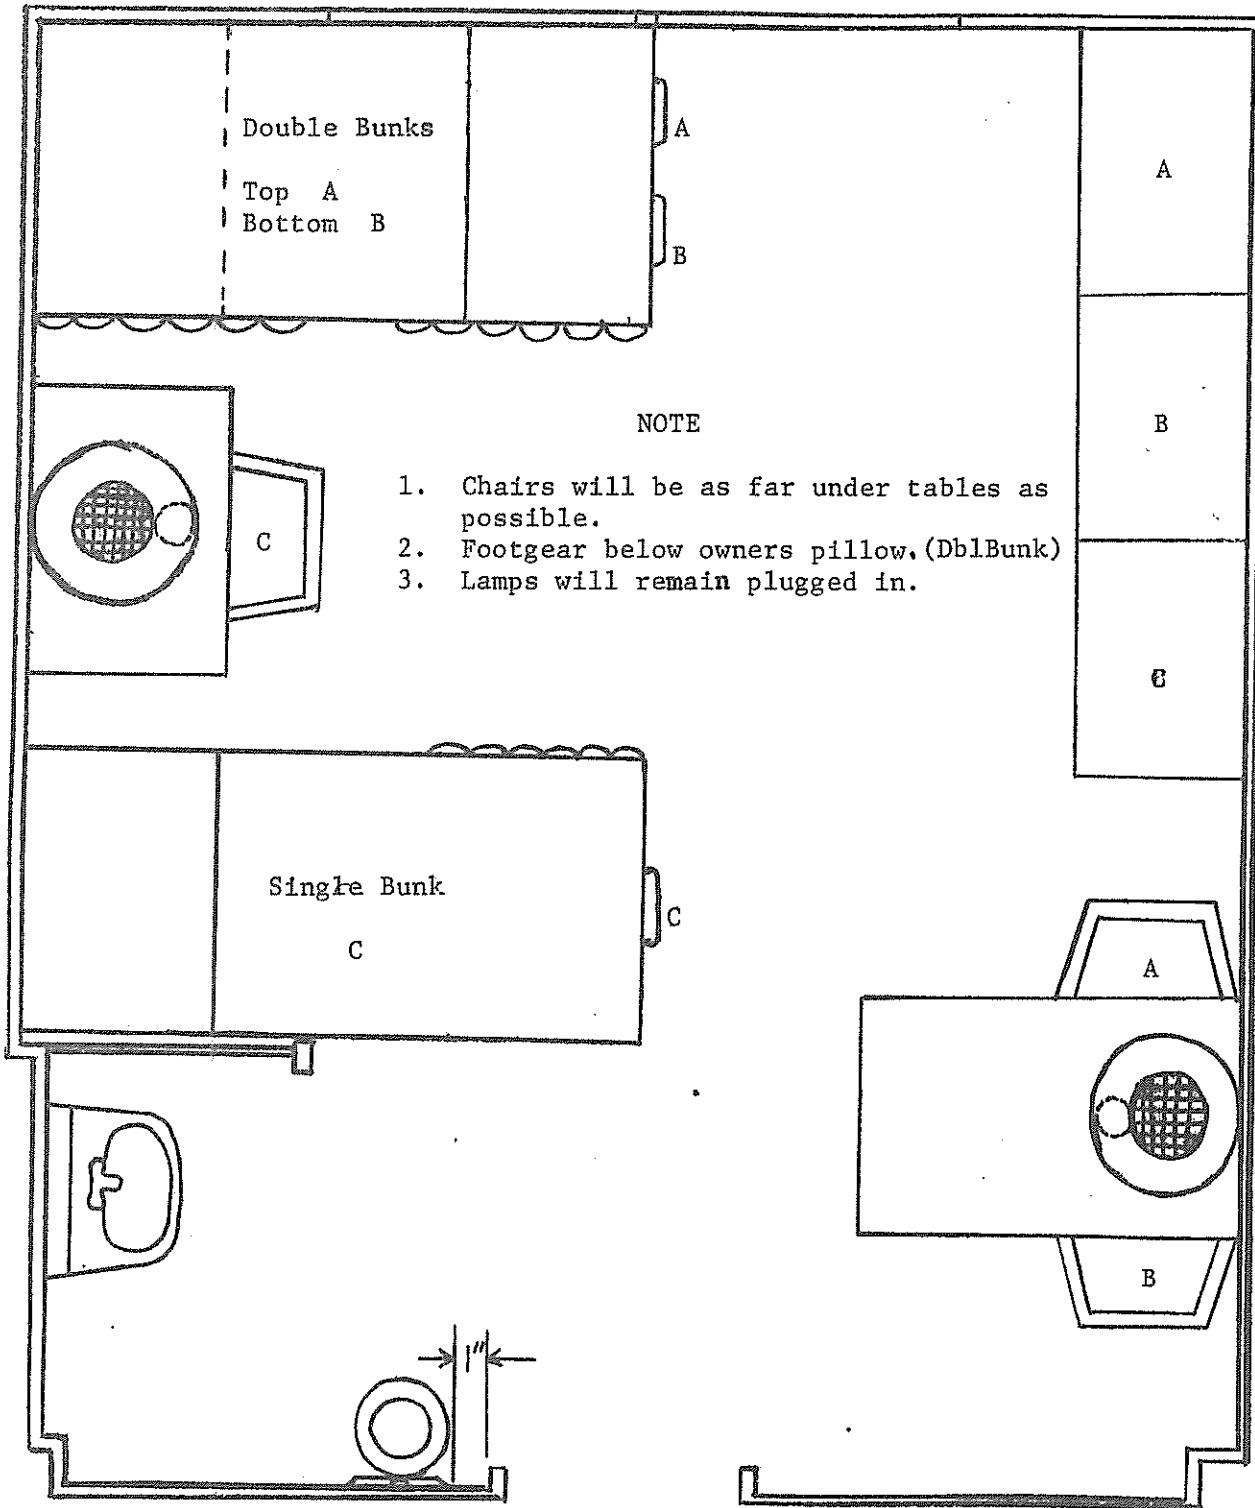 Double Bunks
Top A
Bottom B
A
B
A
B
C
NOTE
1. Chairs will be as far under tables as
possible.
2. Footgear below owners pillow.(DblBunk)
3. Lamps will remain plugged in.
C
Single Bunk
C
C
A
B
1"